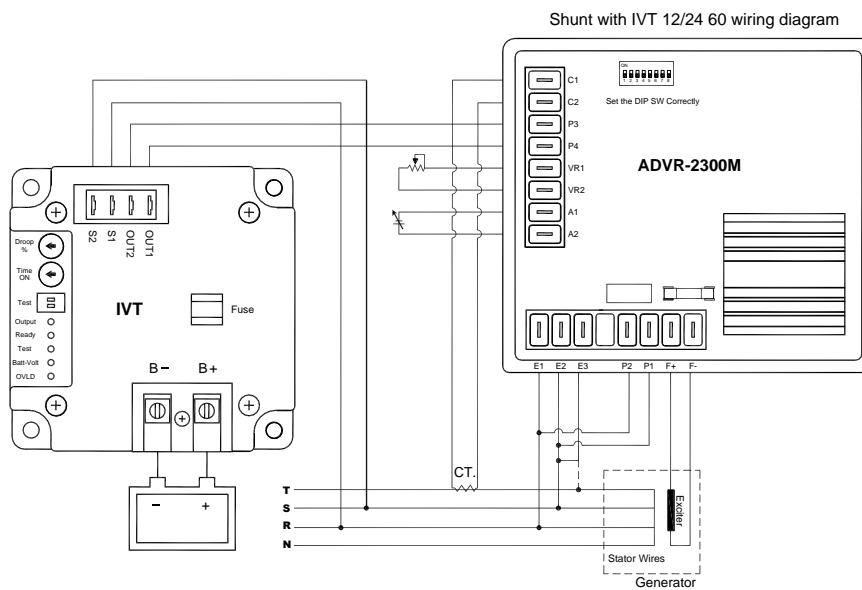 Shunt with IVT 12/24 60 wiring diagram
ON
1 2 3 4 5 6 7 8
Set the DIP SW Correctly
C1
C2
P3
P4
VR1
VR2
A1
A2
ADVR-2300M
S2
S1
OUT2
OUT1
Droop
%
Time
ON
Test
Output
Ready
Test
Batt-Volt
OVLD
IVT
Fuse
B− B+
− +
E1 E2 E3 P2 P1 F+ F-
CT.
T
S
R
N
Exciter
Stator Wires
Generator